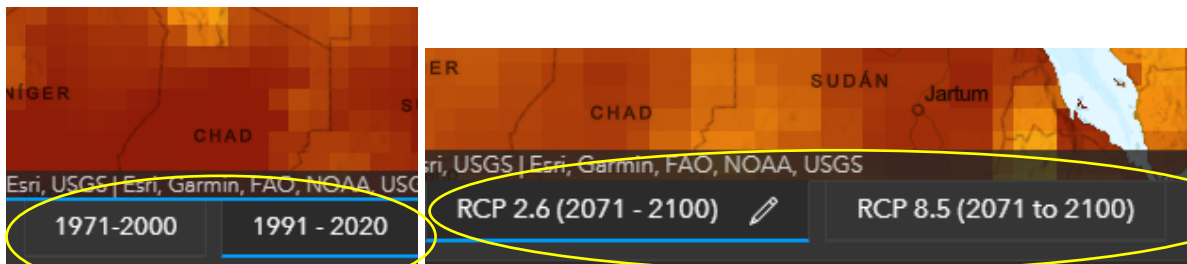 NÍGER
CHAD
S
Esri, USGS | Esri, Garmin, FAO, NOAA, USG
1971-2000
1991 - 2020
ER
SUDÁN
CHAD
Jartum
sri, USGS | Esri, Garmin, FAO, NOAA, USGS
RCP 2.6 (2071 - 2100)
RCP 8.5 (2071 to 2100)